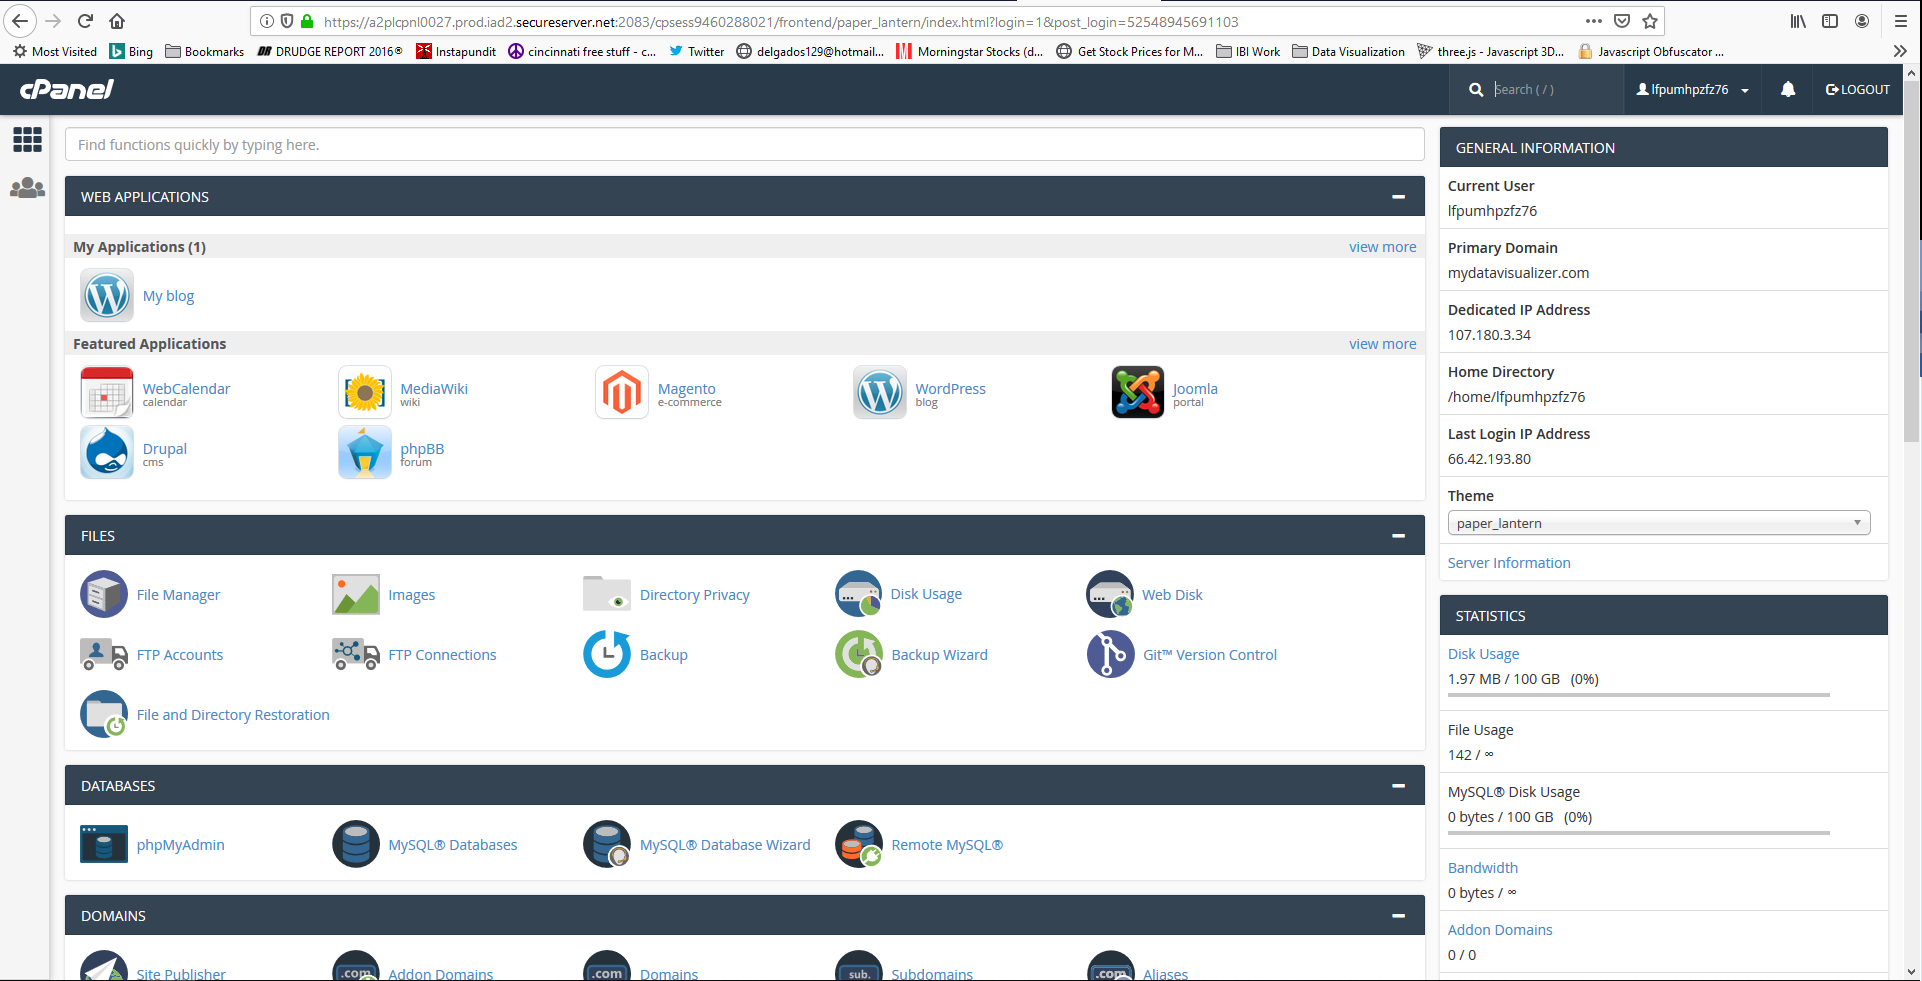 https://a2plcpnl0027.prod.iad2.secureserver.net:2083/cpsess9460288021/frontend/paper_lantern/index.html?login=1&post_login=52548945691103
Most Visited Bing Bookmarks DRUDGE REPORT 2016® Instapundit cincinnati free stuff - c... Twitter delgados129@hotmail... Morningstar Stocks (d... Get Stock Prices for M... IBI Work Data Visualization three.js - Javascript 3D... Javascript Obfuscator ...
cPanel
Search ( / )
lfpumhpzfz76
LOGOUT
Find functions quickly by typing here.
WEB APPLICATIONS
My Applications (1) view more
My blog
Featured Applications view more
WebCalendar MediaWiki Magento WordPress Joomla
calendar wiki e-commerce blog portal
Drupal phpBB
cms forum
FILES
File Manager Images Directory Privacy Disk Usage Web Disk
FTP Accounts FTP Connections Backup Backup Wizard Git™ Version Control
File and Directory Restoration
DATABASES
phpMyAdmin MySQL® Databases MySQL® Database Wizard Remote MySQL®
DOMAINS
.com .com sub. .com
Site Publisher Addon Domains Domains Subdomains Aliases
GENERAL INFORMATION
Current User
lfpumhpzfz76
Primary Domain
mydatavisualizer.com
Dedicated IP Address
107.180.3.34
Home Directory
/home/lfpumhpzfz76
Last Login IP Address
66.42.193.80
Theme
paper_lantern
Server Information
STATISTICS
Disk Usage
1.97 MB / 100 GB (0%)
File Usage
142 / ∞
MySQL® Disk Usage
0 bytes / 100 GB (0%)
Bandwidth
0 bytes / ∞
Addon Domains
0 / 0